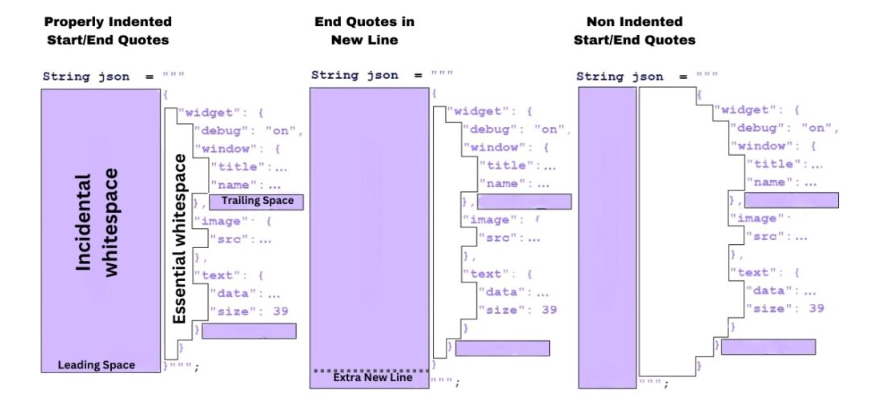 Properly Indented
Start/End Quotes
String json = """
{
"widget": {
"debug": "on",
"window": {
"title":...
"name":...
},
Trailing Space
"image": {
"src":...
},
"text": {
"data":...
"size": 39
}
}
}""";
Incidental
whitespace
Essential whitespace
Leading Space
End Quotes in
New Line
String json = """
{
"widget": {
"debug": "on",
"window": {
"title":...
"name":...
},
"image": {
"src":...
},
"text": {
"data":...
"size": 39
}
}
}
Extra New Line
""";
Non Indented
Start/End Quotes
String json = """
{
"widget": {
"debug": "on",
"window": {
"title":...
"name":...
},
"image":
"src":...
},
"text": {
"data":...
"size": 39
}
}
}
""";